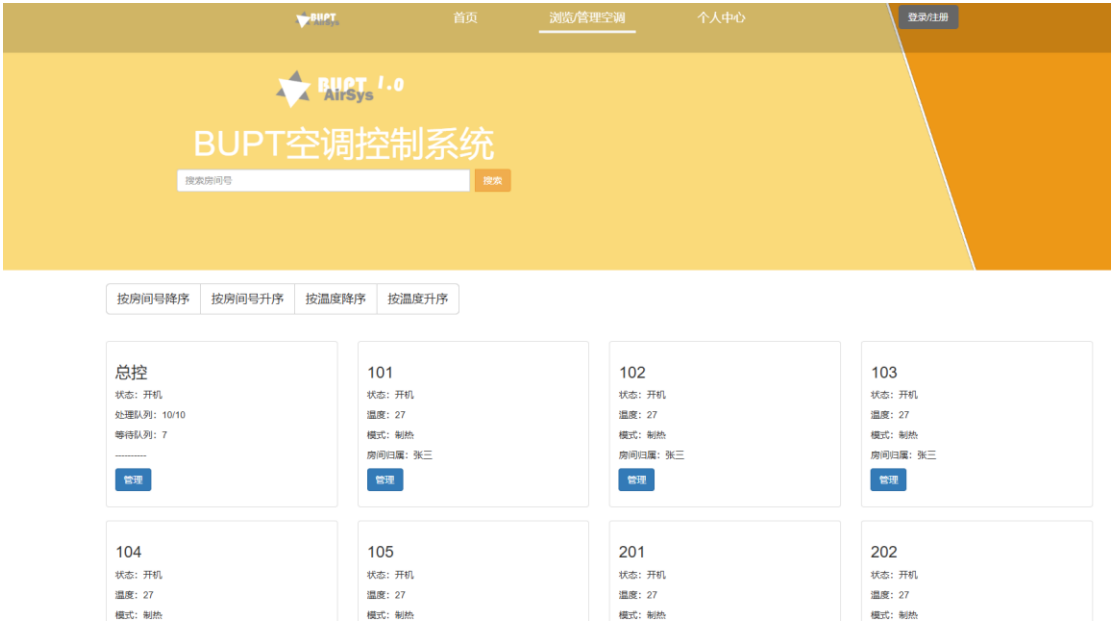 BUPT AirSys 首页 浏览/管理空调 个人中心 登录/注册
BUPT 1.0
AirSys
BUPT空调控制系统
搜索房间号 搜索
按房间号降序 按房间号升序 按温度降序 按温度升序
总控
状态：开机
处理队列：10/10
等待队列：7
----------
管理
101
状态：开机
温度：27
模式：制热
房间归属：张三
管理
102
状态：开机
温度：27
模式：制热
房间归属：张三
管理
103
状态：开机
温度：27
模式：制热
房间归属：张三
管理
104
状态：开机
温度：27
模式：制热
105
状态：开机
温度：27
模式：制热
201
状态：开机
温度：27
模式：制热
202
状态：开机
温度：27
模式：制热